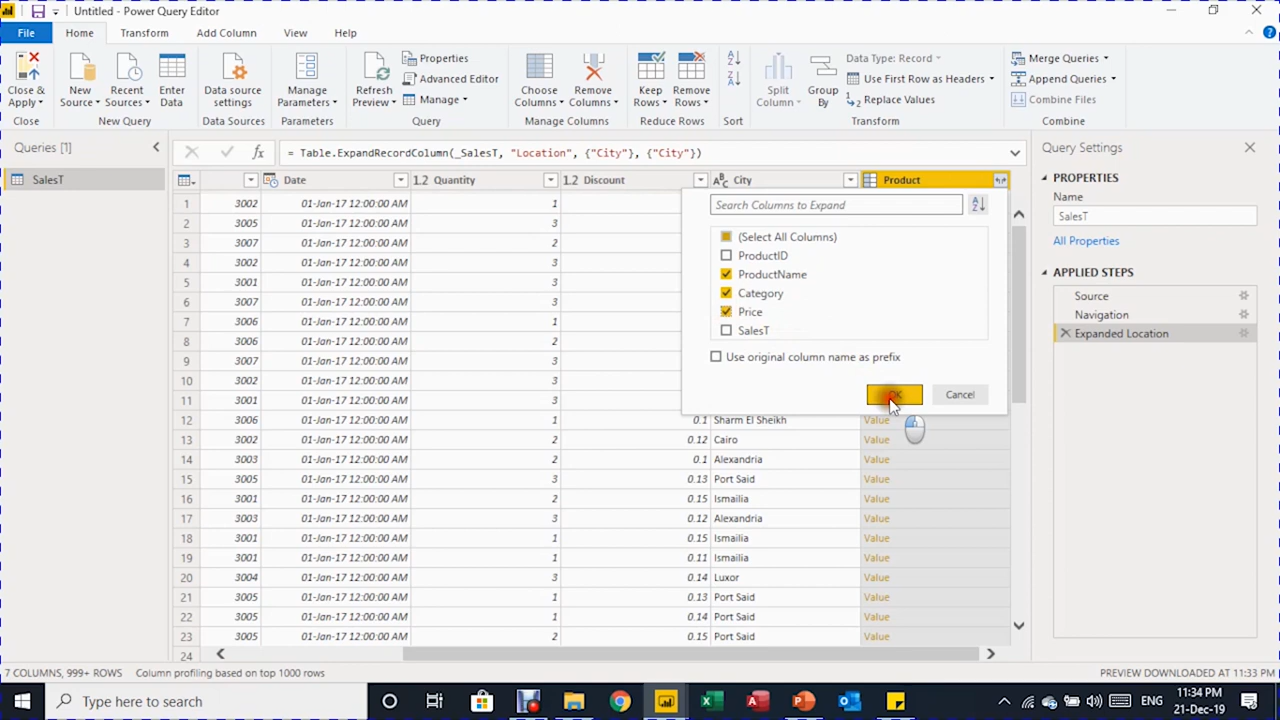 Untitled - Power Query Editor
File Home Transform Add Column View Help
Close & Apply
New Source
Recent Sources
Enter Data
Data source settings
Manage Parameters
Refresh Preview
Properties
Advanced Editor
Manage
Choose Columns
Remove Columns
Keep Rows
Remove Rows
Split Column
Group By
Data Type: Record
Use First Row as Headers
Replace Values
Merge Queries
Append Queries
Combine Files
Close New Query Data Sources Parameters Query Manage Columns Reduce Rows Sort Transform Combine
Queries [1]
SalesT
= Table.ExpandRecordColumn(_SalesT, "Location", {"City"}, {"City"})
Date 1.2 Quantity 1.2 Discount ABC City Product
1 3002 01-Jan-17 12:00:00 AM 1
2 3005 01-Jan-17 12:00:00 AM 3
3 3007 01-Jan-17 12:00:00 AM 2
4 3002 01-Jan-17 12:00:00 AM 3
5 3001 01-Jan-17 12:00:00 AM 3
6 3007 01-Jan-17 12:00:00 AM 3
7 3006 01-Jan-17 12:00:00 AM 1
8 3006 01-Jan-17 12:00:00 AM 2
9 3007 01-Jan-17 12:00:00 AM 3
10 3002 01-Jan-17 12:00:00 AM 3
11 3001 01-Jan-17 12:00:00 AM 3
12 3006 01-Jan-17 12:00:00 AM 1 0.1 Sharm El Sheikh Value
13 3002 01-Jan-17 12:00:00 AM 2 0.12 Cairo Value
14 3003 01-Jan-17 12:00:00 AM 2 0.1 Alexandria Value
15 3005 01-Jan-17 12:00:00 AM 3 0.13 Port Said Value
16 3001 01-Jan-17 12:00:00 AM 2 0.15 Ismailia Value
17 3003 01-Jan-17 12:00:00 AM 3 0.12 Alexandria Value
18 3001 01-Jan-17 12:00:00 AM 1 0.15 Ismailia Value
19 3001 01-Jan-17 12:00:00 AM 1 0.11 Ismailia Value
20 3004 01-Jan-17 12:00:00 AM 3 0.14 Luxor Value
21 3005 01-Jan-17 12:00:00 AM 1 0.13 Port Said Value
22 3005 01-Jan-17 12:00:00 AM 1 0.14 Port Said Value
23 3005 01-Jan-17 12:00:00 AM 2 0.15 Port Said Value
24
Search Columns to Expand
(Select All Columns)
ProductID
ProductName
Category
Price
SalesT
Use original column name as prefix
OK Cancel
Query Settings
PROPERTIES
Name
SalesT
All Properties
APPLIED STEPS
Source
Navigation
Expanded Location
7 COLUMNS, 999+ ROWS Column profiling based on top 1000 rows PREVIEW DOWNLOADED AT 11:33 PM
Type here to search
ENG
11:34 PM
21-Dec-19